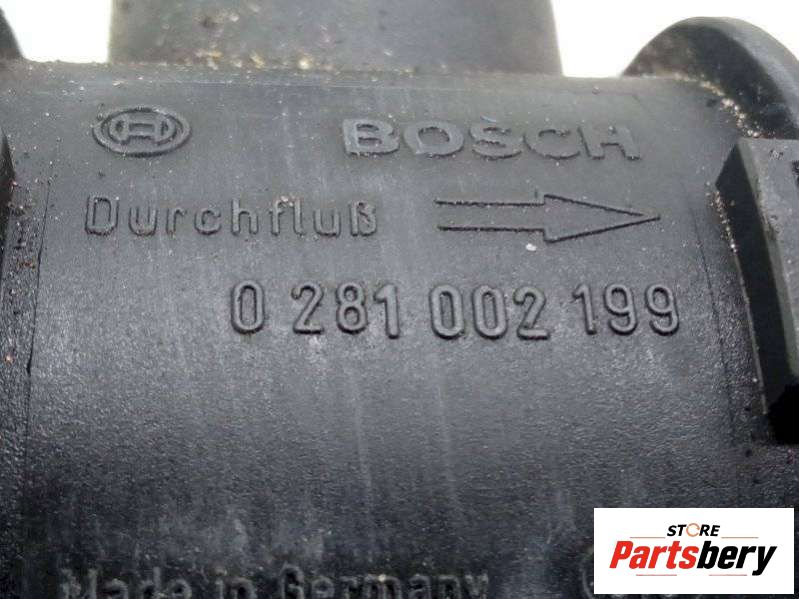 BOSCH
Durchfluß
0 281 002 199
Made in Germany
STORE
Partsbery